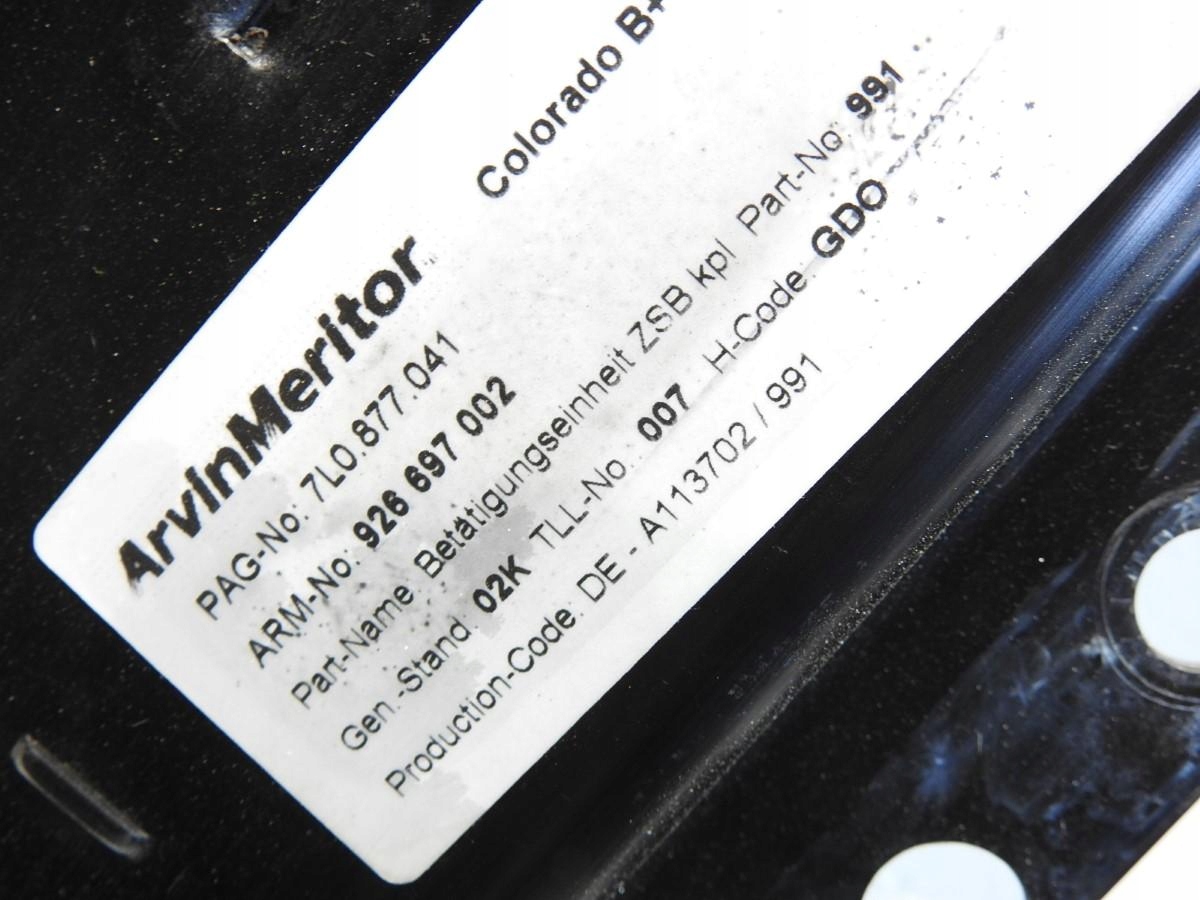 ArvinMeritor Colorado B+
PAG-No: 7L0.877.041
ARM-No: 926 697 002
Part-Name: Betätigungseinheit ZSB kpl Part-No: 991
Gen.-Stand: 02K TLL-No.: 007 H-Code GDO
Production-Code: DE - A113702 / 991